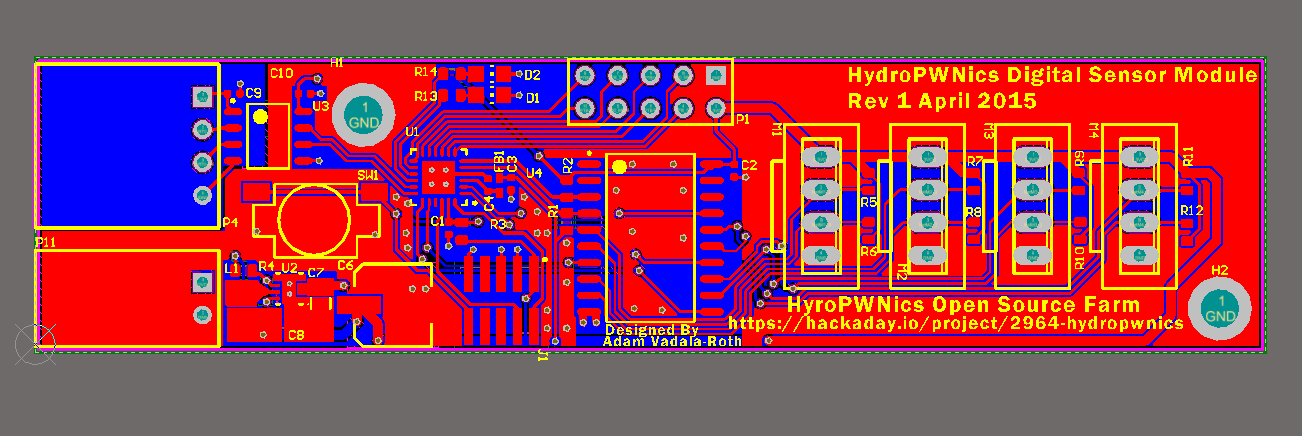 C10
H1
R14
D2
HydroPWNics Digital Sensor Module
C9
U3
R13
D1
Rev 1 April 2015
1
GND
P1
U1
M1
M3
M4
FB1
C3
R2
U4
C2
R7
R9
R11
SW1
C4
R5
P4
C1
R3
R1
R8
R12
P11
R6
M2
R10
L1
R4
U2
C7
C6
H2
1
GND
HyroPWNics Open Source Farm
C8
Designed By
https://hackaday.io/project/2964-hydropwnics
Adam Vadala-Roth
J1